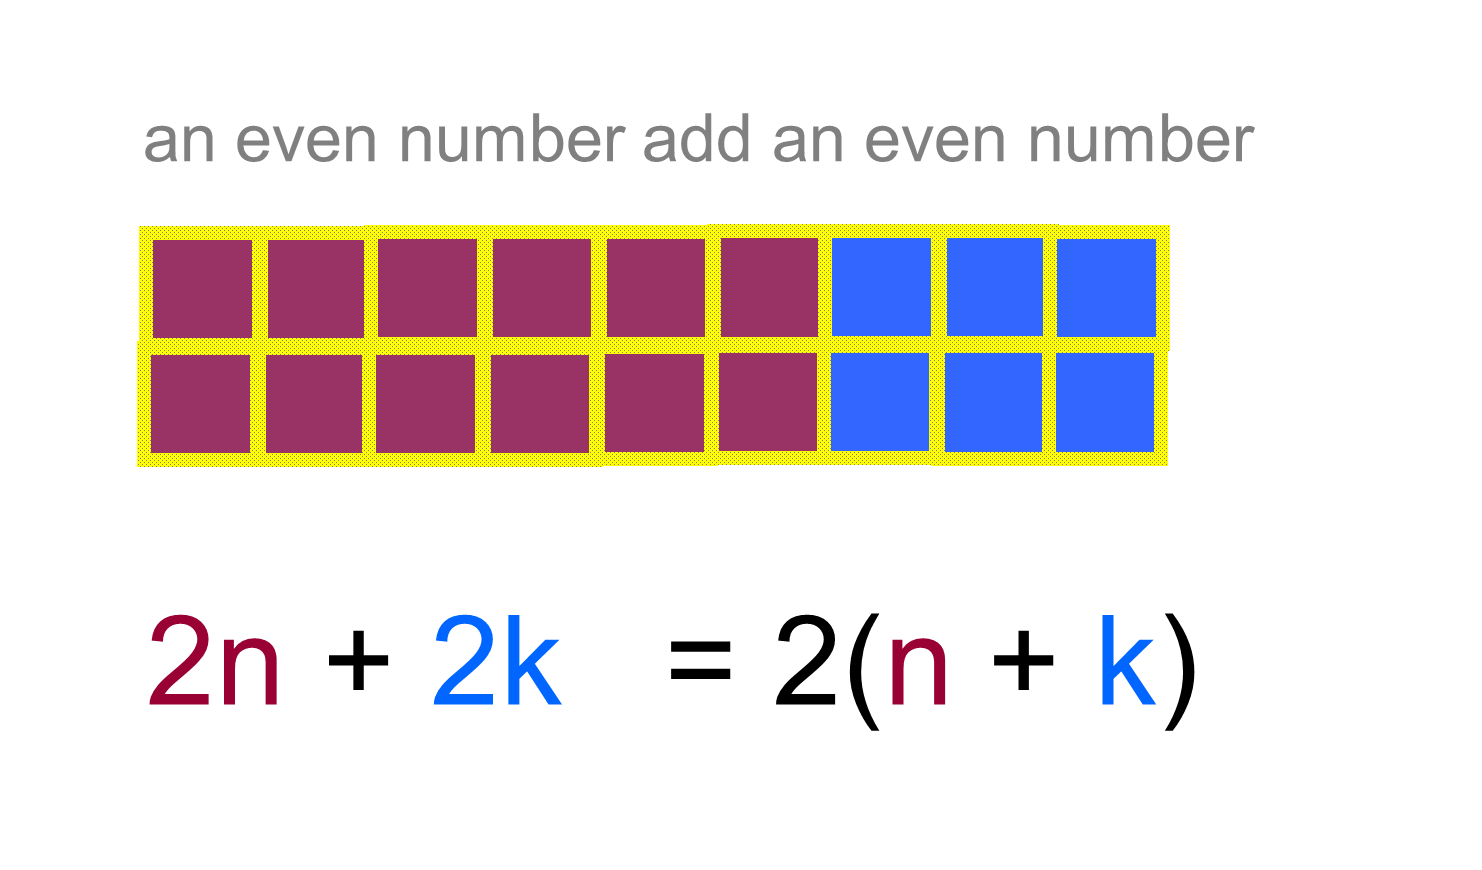 an even number add an even number
2n + 2k = 2(n + k)